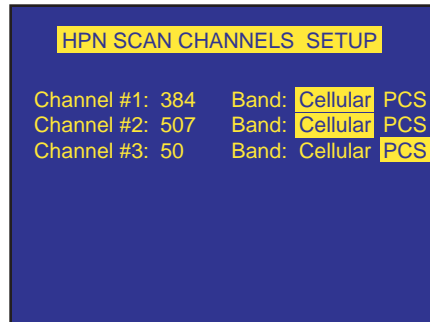 HPN SCAN CHANNELS SETUP
Channel #1: 384 Band: Cellular PCS
Channel #2: 507 Band: Cellular PCS
Channel #3: 50 Band: Cellular PCS